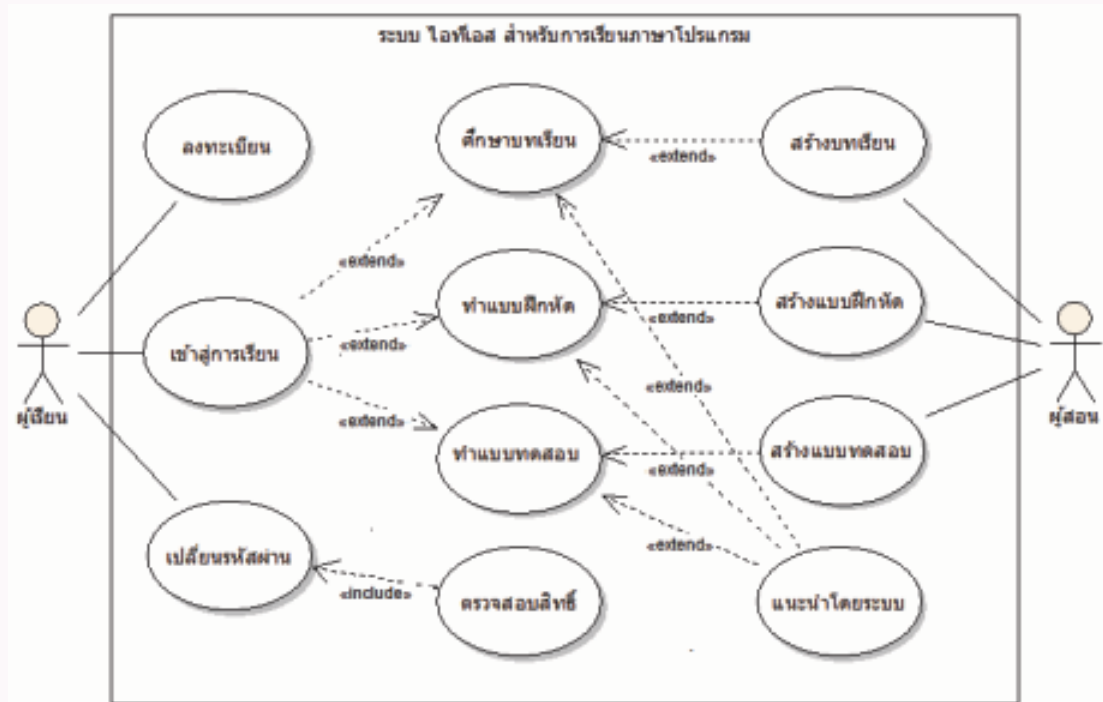 ระบบ ไอทีเอส สำหรับการเรียนภาษาโปรแกรม
ลงทะเบียน
ศึกษาบทเรียน
สร้างบทเรียน
«extend»
«extend»
เข้าสู่การเรียน
ทำแบบฝึกหัด
สร้างแบบฝึกหัด
«extend»
«extend»
«extend»
ผู้เรียน
ผู้สอน
«extend»
ทำแบบทดสอบ
สร้างแบบทดสอบ
«extend»
«extend»
เปลี่ยนรหัสผ่าน
«include»
ตรวจสอบสิทธิ์
แนะนำโดยระบบ